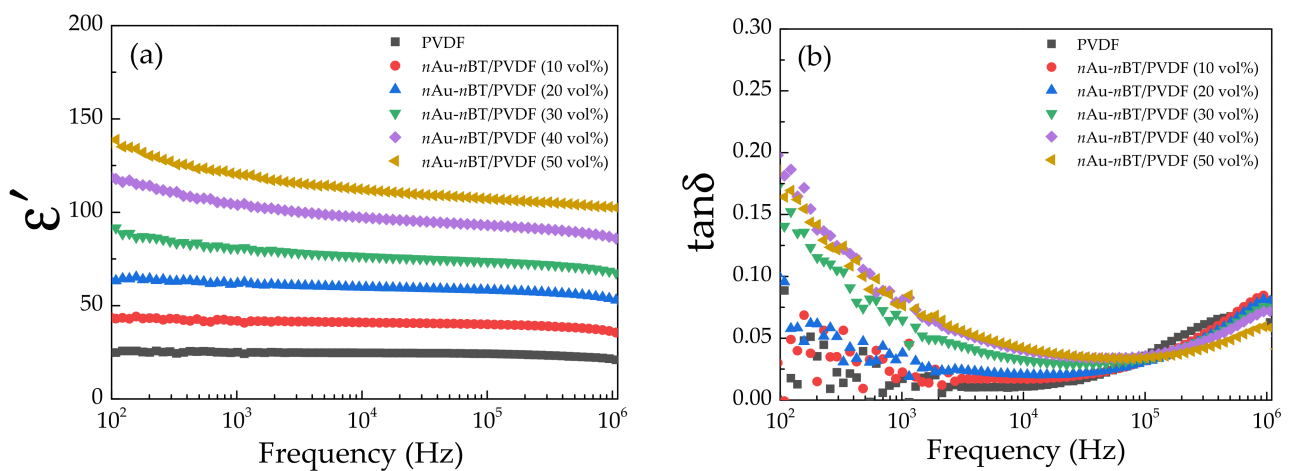 (a)
PVDF
nAu-nBT/PVDF (10 vol%)
nAu-nBT/PVDF (20 vol%)
nAu-nBT/PVDF (30 vol%)
nAu-nBT/PVDF (40 vol%)
nAu-nBT/PVDF (50 vol%)
200
150
100
50
0
ε′
10² 10³ 10⁴ 10⁵ 10⁶
Frequency (Hz)
(b)
PVDF
nAu-nBT/PVDF (10 vol%)
nAu-nBT/PVDF (20 vol%)
nAu-nBT/PVDF (30 vol%)
nAu-nBT/PVDF (40 vol%)
nAu-nBT/PVDF (50 vol%)
0.30
0.25
0.20
0.15
0.10
0.05
0.00
tanδ
10² 10³ 10⁴ 10⁵ 10⁶
Frequency (Hz)